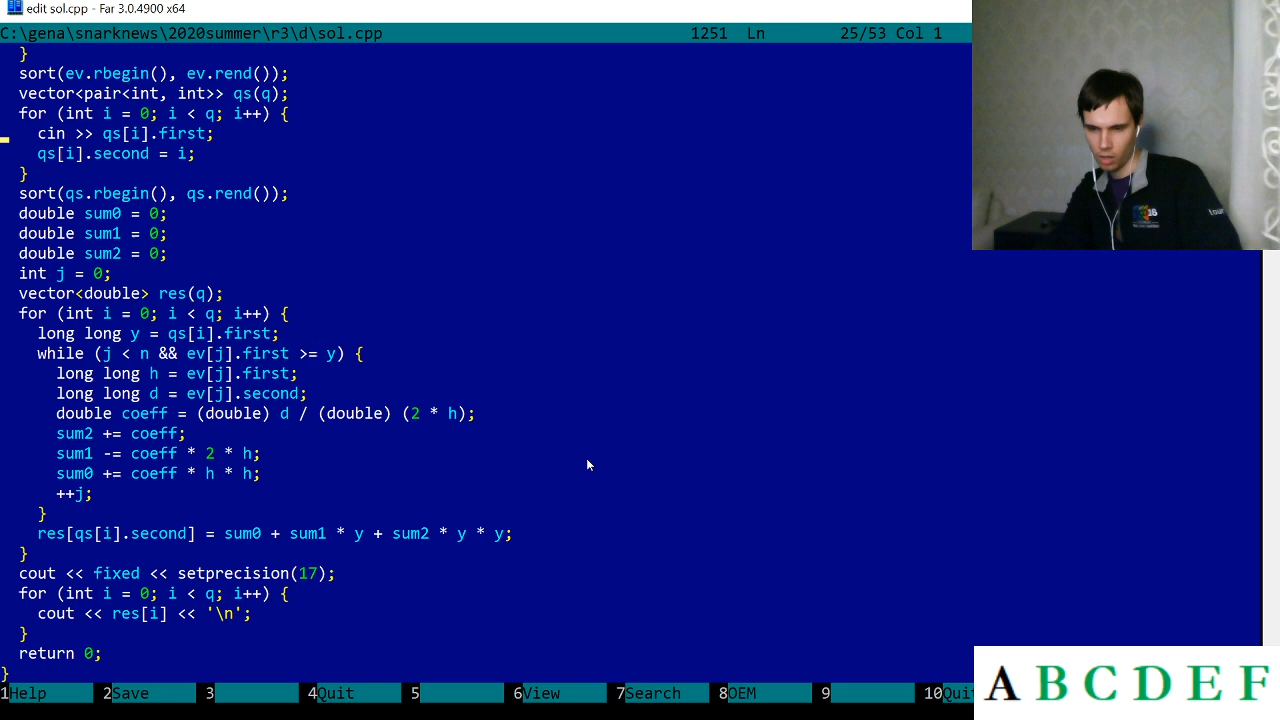 edit sol.cpp - Far 3.0.4900 x64
C:\gena\snarknews\2020summer\r3\d\sol.cpp 1251 Ln 25/53 Col 1
}
sort(ev.rbegin(), ev.rend());
vector<pair<int, int>> qs(q);
for (int i = 0; i < q; i++) {
cin >> qs[i].first;
qs[i].second = i;
}
sort(qs.rbegin(), qs.rend());
double sum0 = 0;
double sum1 = 0;
double sum2 = 0;
int j = 0;
vector<double> res(q);
for (int i = 0; i < q; i++) {
long long y = qs[i].first;
while (j < n && ev[j].first >= y) {
long long h = ev[j].first;
long long d = ev[j].second;
double coeff = (double) d / (double) (2 * h);
sum2 += coeff;
sum1 -= coeff * 2 * h;
sum0 += coeff * h * h;
++j;
}
res[qs[i].second] = sum0 + sum1 * y + sum2 * y * y;
}
cout << fixed << setprecision(17);
for (int i = 0; i < q; i++) {
cout << res[i] << '\n';
}
return 0;
}
1Help 2Save 3 4Quit 5 6View 7Search 8OEM 9 10Quit
A B C D E F